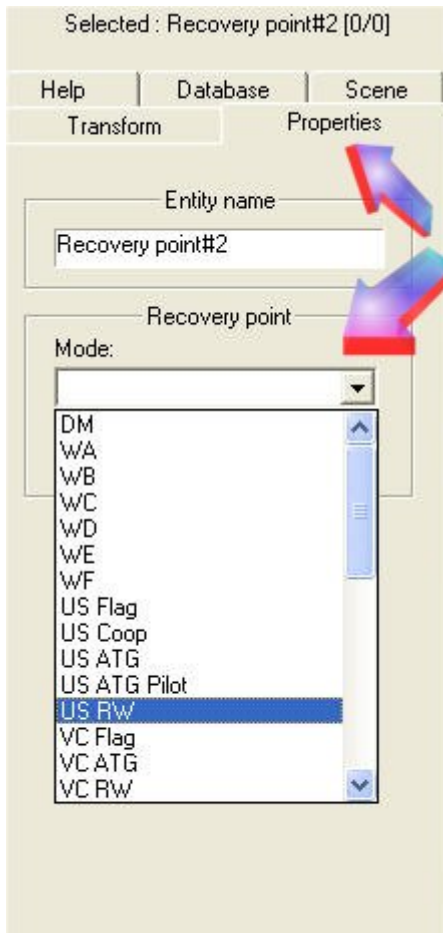 Selected : Recovery point#2 [0/0]
Help Database Scene
Transform Properties
Entity name
Recovery point#2
Recovery point
Mode:
DM
WA
WB
WC
WD
WE
WF
US Flag
US Coop
US ATG
US ATG Pilot
US RW
VC Flag
VC ATG
VC RW